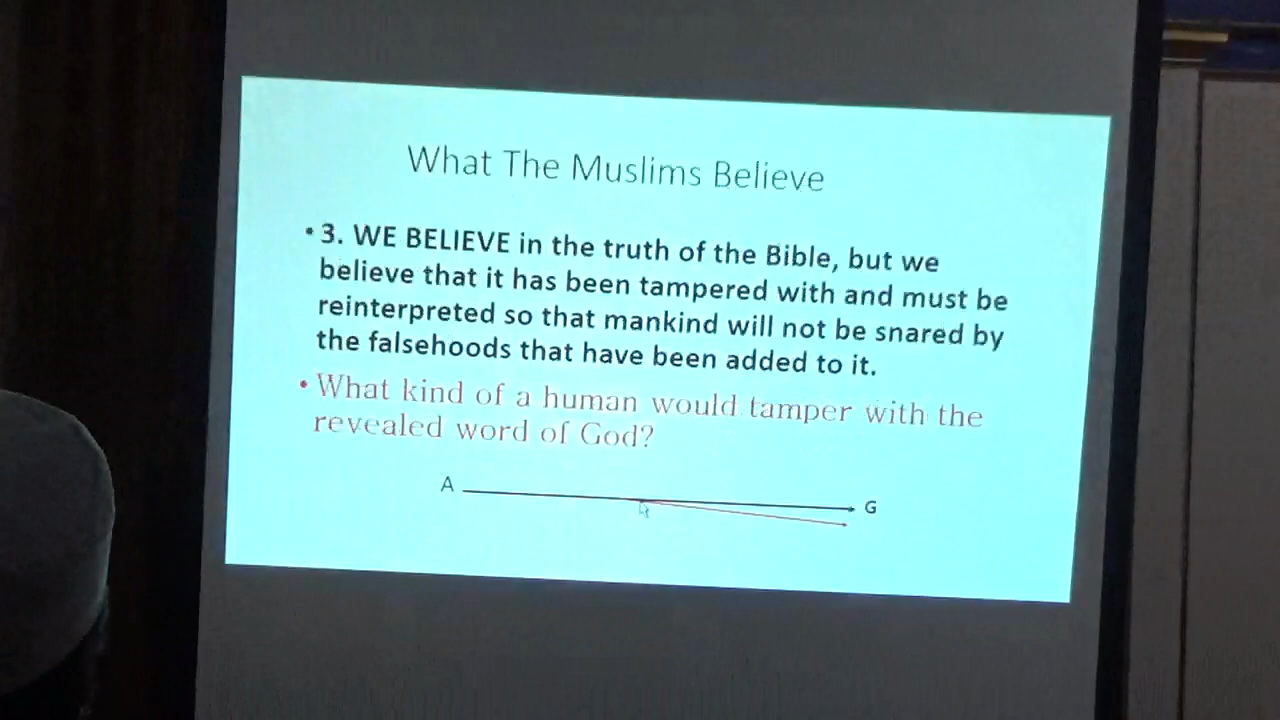 What The Muslims Believe
• 3. WE BELIEVE in the truth of the Bible, but we
believe that it has been tampered with and must be
reinterpreted so that mankind will not be snared by
the falsehoods that have been added to it.
• What kind of a human would tamper with the
revealed word of God?
A
G